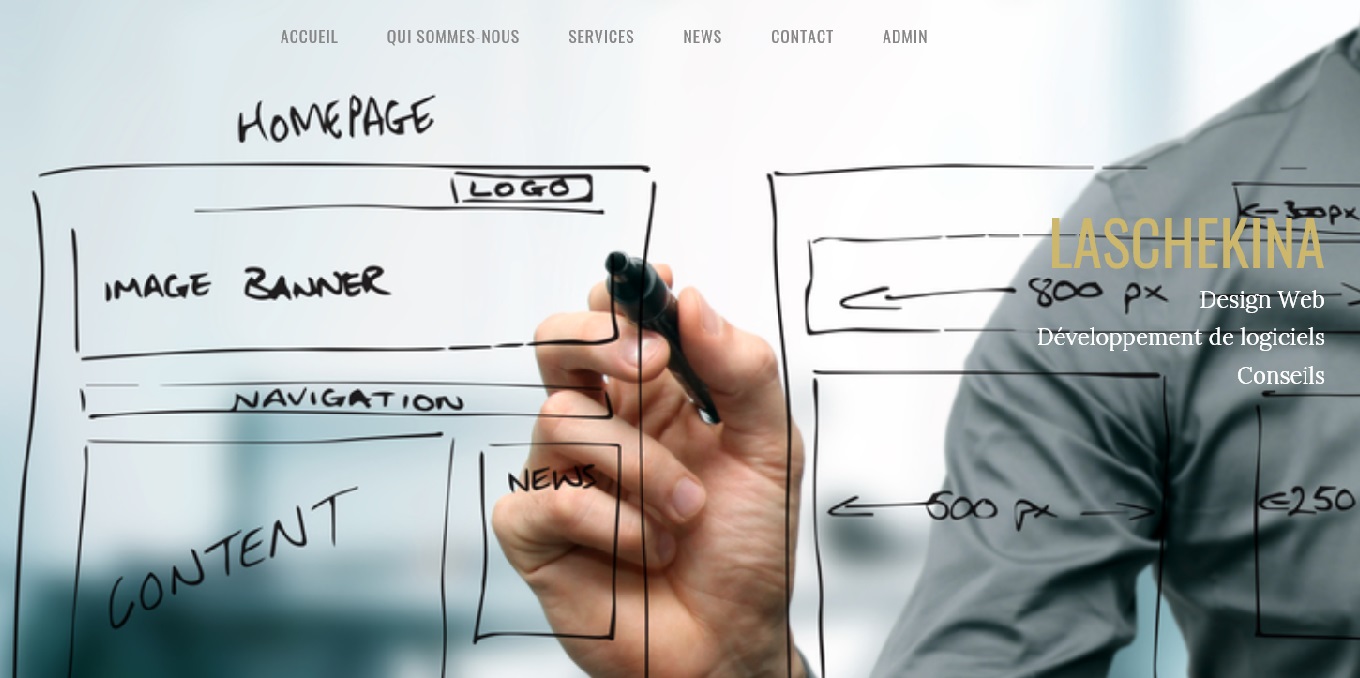 ACCUEIL QUI SOMMES-NOUS SERVICES NEWS CONTACT ADMIN
HOMEPAGE
LOGO
IMAGE BANNER
NAVIGATION
CONTENT
NEWS
300px
800 px
LASCHEKINA
Design Web
Développement de logiciels
Conseils
500 px
250